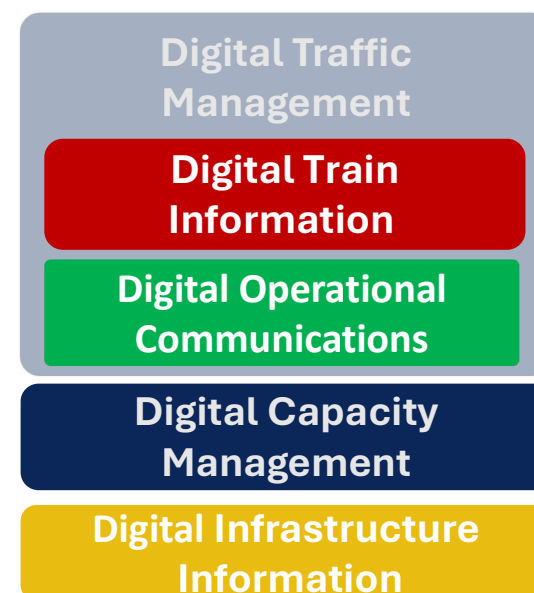 Digital Traffic
Management
Digital Train
Information
Digital Operational
Communications
Digital Capacity
Management
Digital Infrastructure
Information